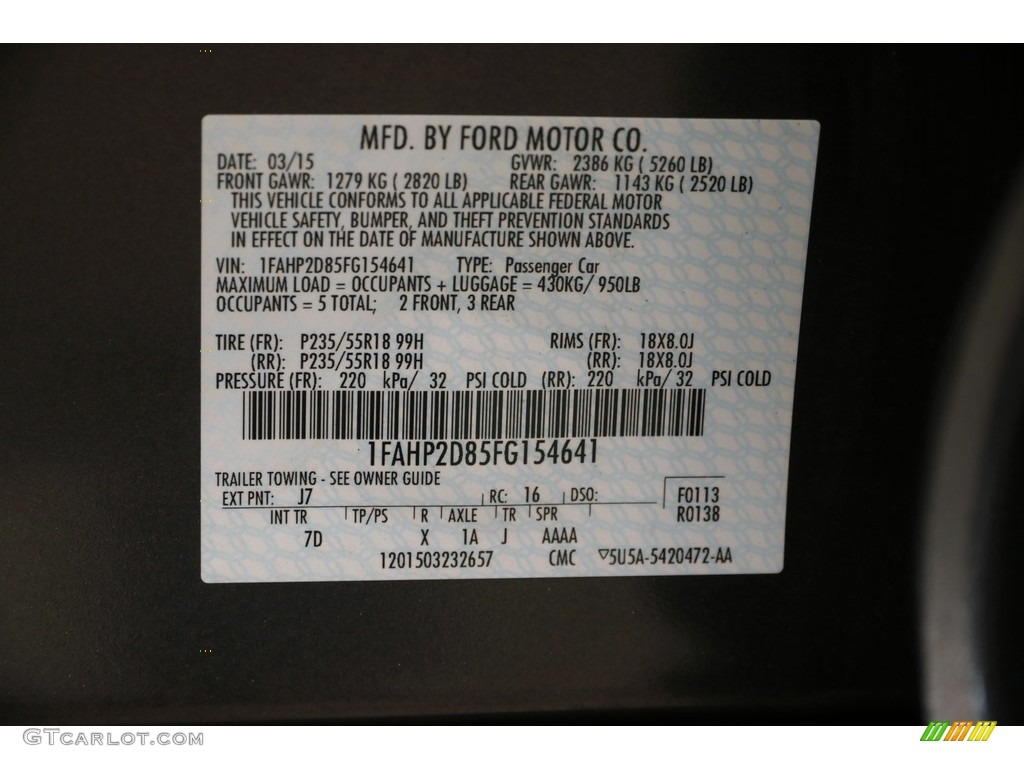 MFD. BY FORD MOTOR CO.
DATE: 03/15 GVWR: 2386 KG ( 5260 LB)
FRONT GAWR: 1279 KG ( 2820 LB) REAR GAWR: 1143 KG ( 2520 LB)
THIS VEHICLE CONFORMS TO ALL APPLICABLE FEDERAL MOTOR
VEHICLE SAFETY, BUMPER, AND THEFT PREVENTION STANDARDS
IN EFFECT ON THE DATE OF MANUFACTURE SHOWN ABOVE.
VIN: 1FAHP2D85FG154641 TYPE: Passenger Car
MAXIMUM LOAD = OCCUPANTS + LUGGAGE = 430KG/ 950LB
OCCUPANTS = 5 TOTAL; 2 FRONT, 3 REAR
TIRE (FR): P235/55R18 99H RIMS (FR): 18X8.0J
(RR): P235/55R18 99H (RR): 18X8.0J
PRESSURE (FR): 220 kPa/ 32 PSI COLD (RR): 220 kPa/ 32 PSI COLD
1FAHP2D85FG154641
TRAILER TOWING - SEE OWNER GUIDE
EXT PNT: J7 RC: 16 DSO: F0113
INT TR TP/PS R AXLE TR SPR R0138
7D X 1A J AAAA
1201503232657 CMC ▽5U5A-5420472-AA
GTCarlot.com